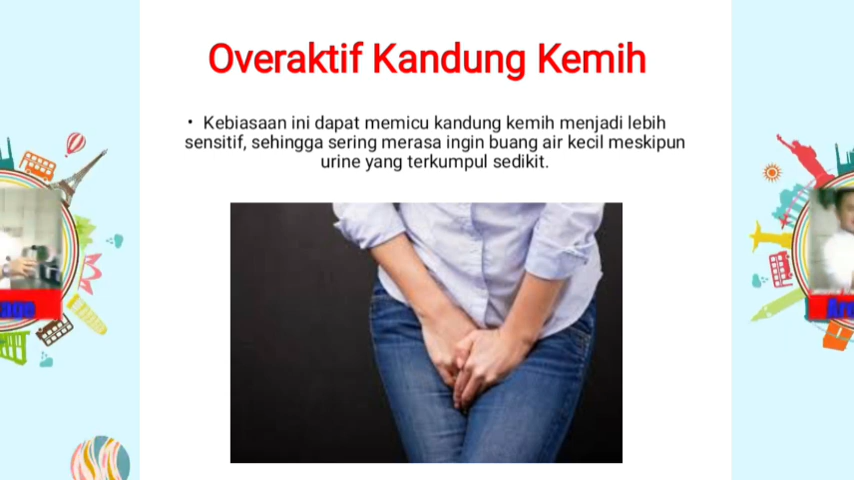 Overaktif Kandung Kemih
• Kebiasaan ini dapat memicu kandung kemih menjadi lebih
sensitif, sehingga sering merasa ingin buang air kecil meskipun
urine yang terkumpul sedikit.